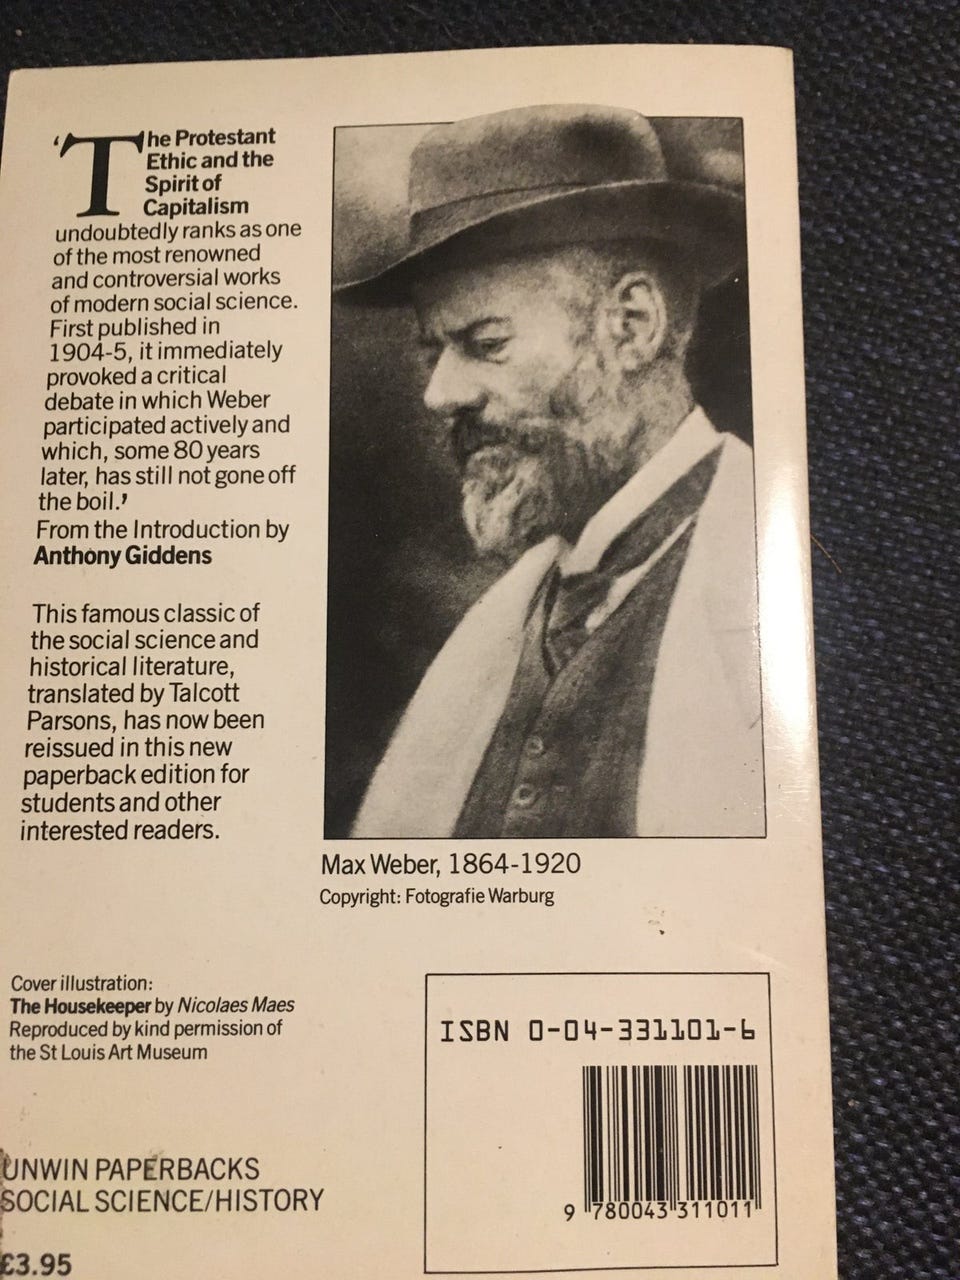 ‘The Protestant
Ethic and the
Spirit of
Capitalism
undoubtedly ranks as one
of the most renowned
and controversial works
of modern social science.
First published in
1904-5, it immediately
provoked a critical
debate in which Weber
participated actively and
which, some 80 years
later, has still not gone off
the boil.’
From the Introduction by
Anthony Giddens
This famous classic of
the social science and
historical literature,
translated by Talcott
Parsons, has now been
reissued in this new
paperback edition for
students and other
interested readers.
Max Weber, 1864-1920
Copyright: Fotografie Warburg
Cover illustration:
The Housekeeper by Nicolaes Maes
Reproduced by kind permission of
the St Louis Art Museum
UNWIN PAPERBACKS
SOCIAL SCIENCE/HISTORY
£3.95
ISBN 0-04-331101-6
9 780043 311011